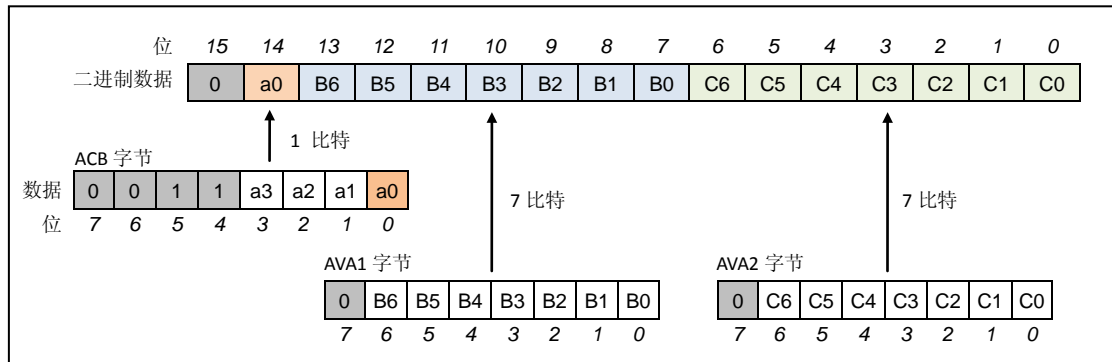 位 15 14 13 12 11 10 9 8 7 6 5 4 3 2 1 0
二进制数据 0 a0 B6 B5 B4 B3 B2 B1 B0 C6 C5 C4 C3 C2 C1 C0
1 比特
ACB 字节
数据 0 0 1 1 a3 a2 a1 a0
位 7 6 5 4 3 2 1 0
7 比特
7 比特
AVA1 字节
0 B6 B5 B4 B3 B2 B1 B0
7 6 5 4 3 2 1 0
AVA2 字节
0 C6 C5 C4 C3 C2 C1 C0
7 6 5 4 3 2 1 0